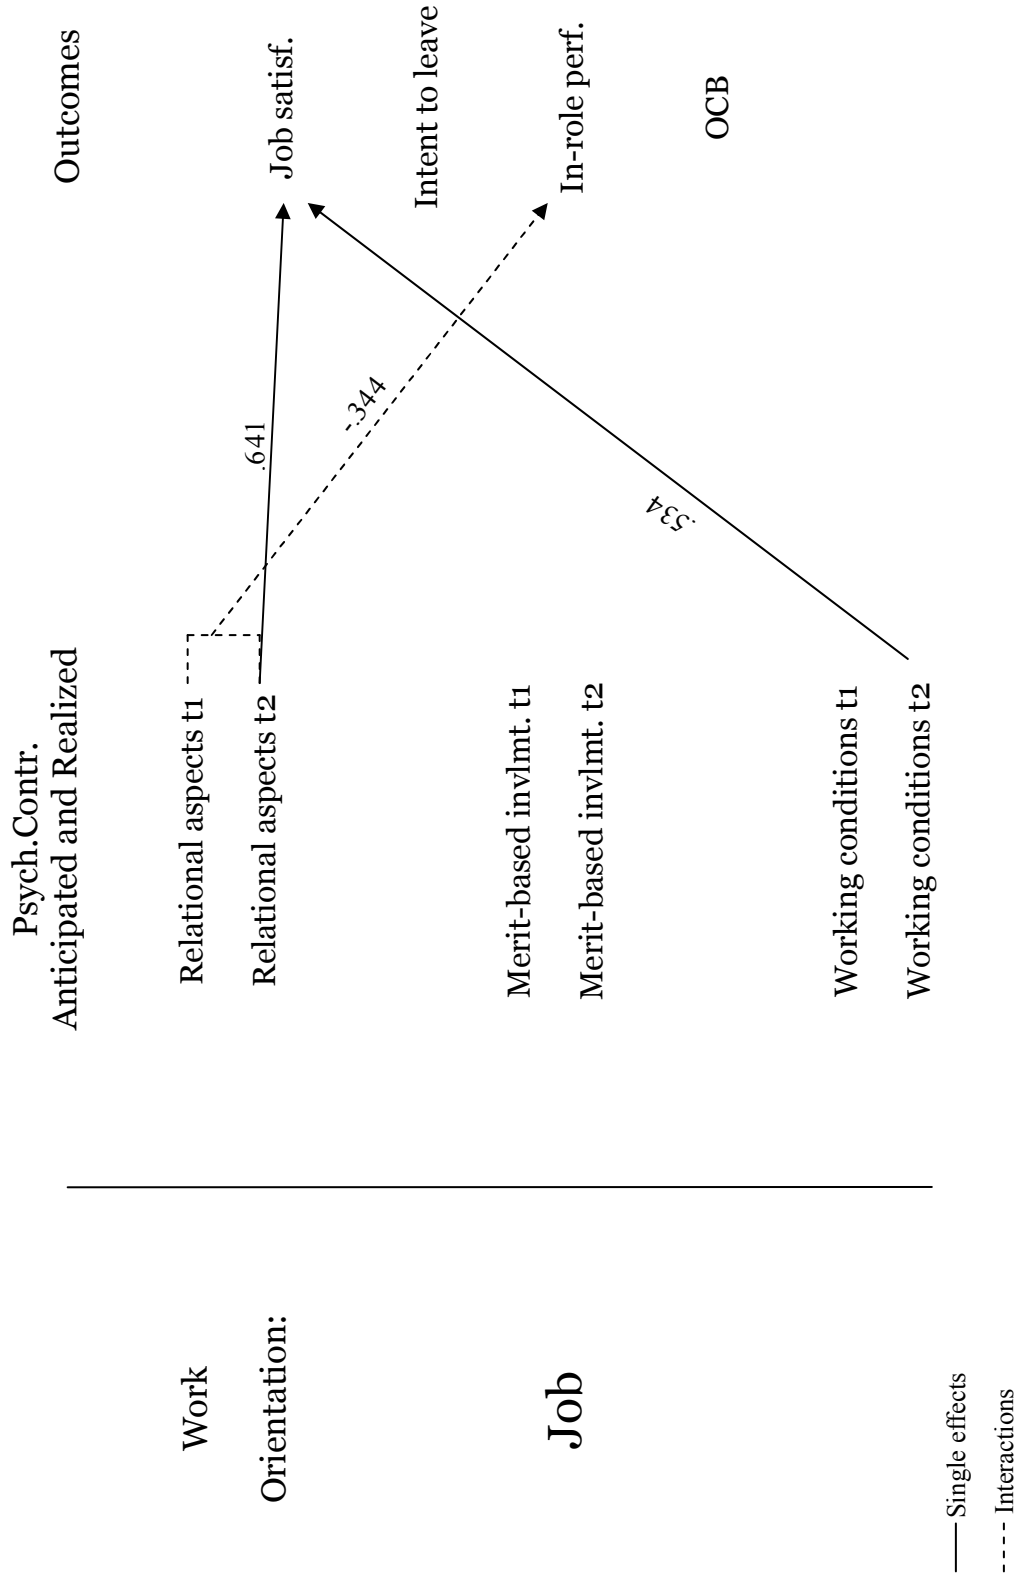 Psych.Contr.
Anticipated and Realized
Outcomes
Work
Orientation:
Job
Relational aspects t1
Relational aspects t2
Merit-based invlmt. t1
Merit-based invlmt. t2
Working conditions t1
Working conditions t2
.641
-.344
.534
Job satisf.
Intent to leave
In-role perf.
OCB
Single effects
Interactions